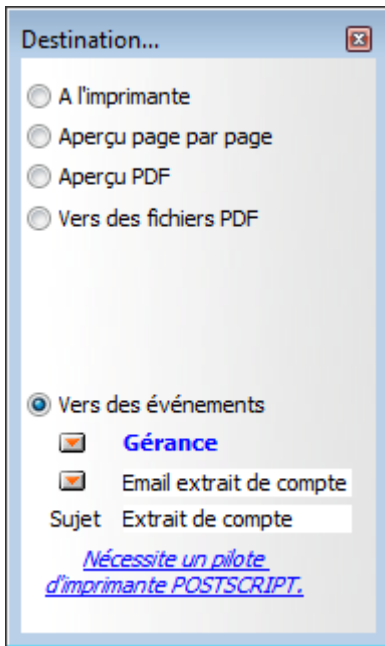 Destination...
A l'imprimante
Aperçu page par page
Aperçu PDF
Vers des fichiers PDF
Vers des événements
Gérance
Email extrait de compte
Sujet Extrait de compte
Nécessite un pilote
d'imprimante POSTSCRIPT.